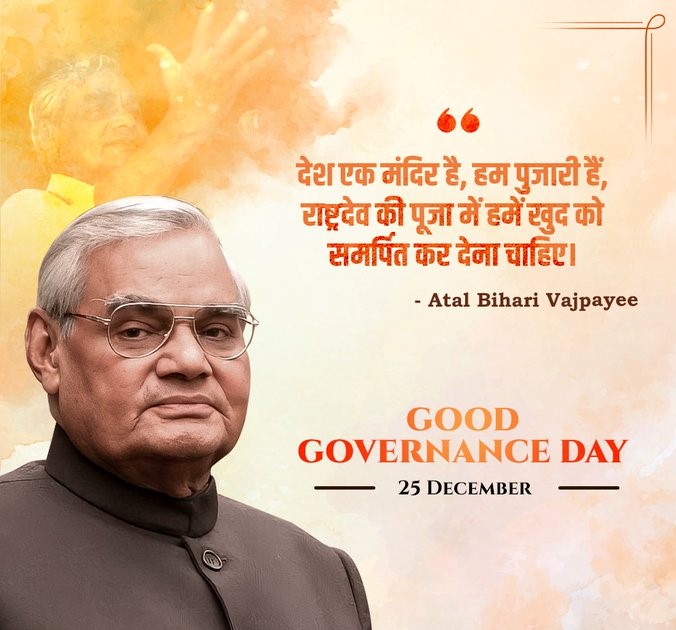 देश एक मंदिर है, हम पुजारी हैं,
राष्ट्रदेव की पूजा में हमें खुद को
समर्पित कर देना चाहिए।
- Atal Bihari Vajpayee
GOOD
GOVERNANCE DAY
25 DECEMBER